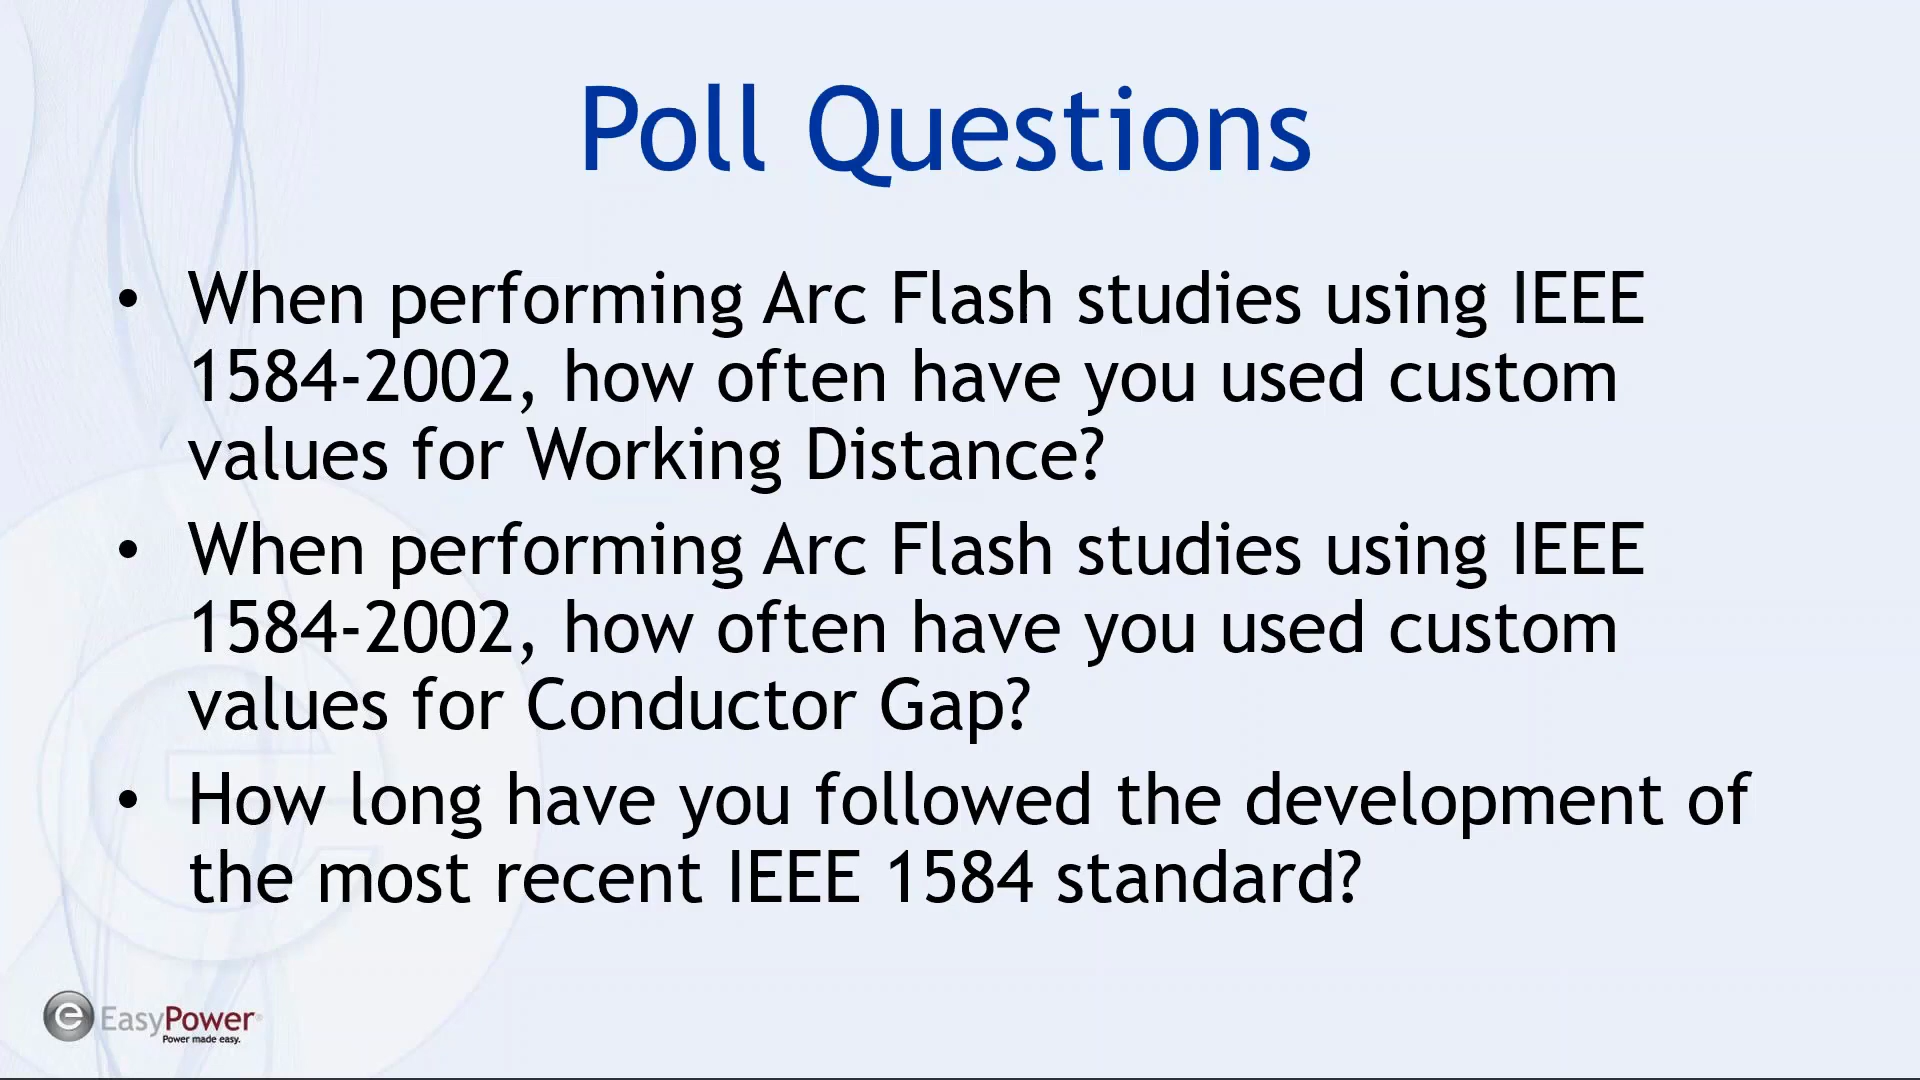 Poll Questions
• When performing Arc Flash studies using IEEE
1584-2002, how often have you used custom
values for Working Distance?
• When performing Arc Flash studies using IEEE
1584-2002, how often have you used custom
values for Conductor Gap?
• How long have you followed the development of
the most recent IEEE 1584 standard?
e EasyPower®
Power made easy.